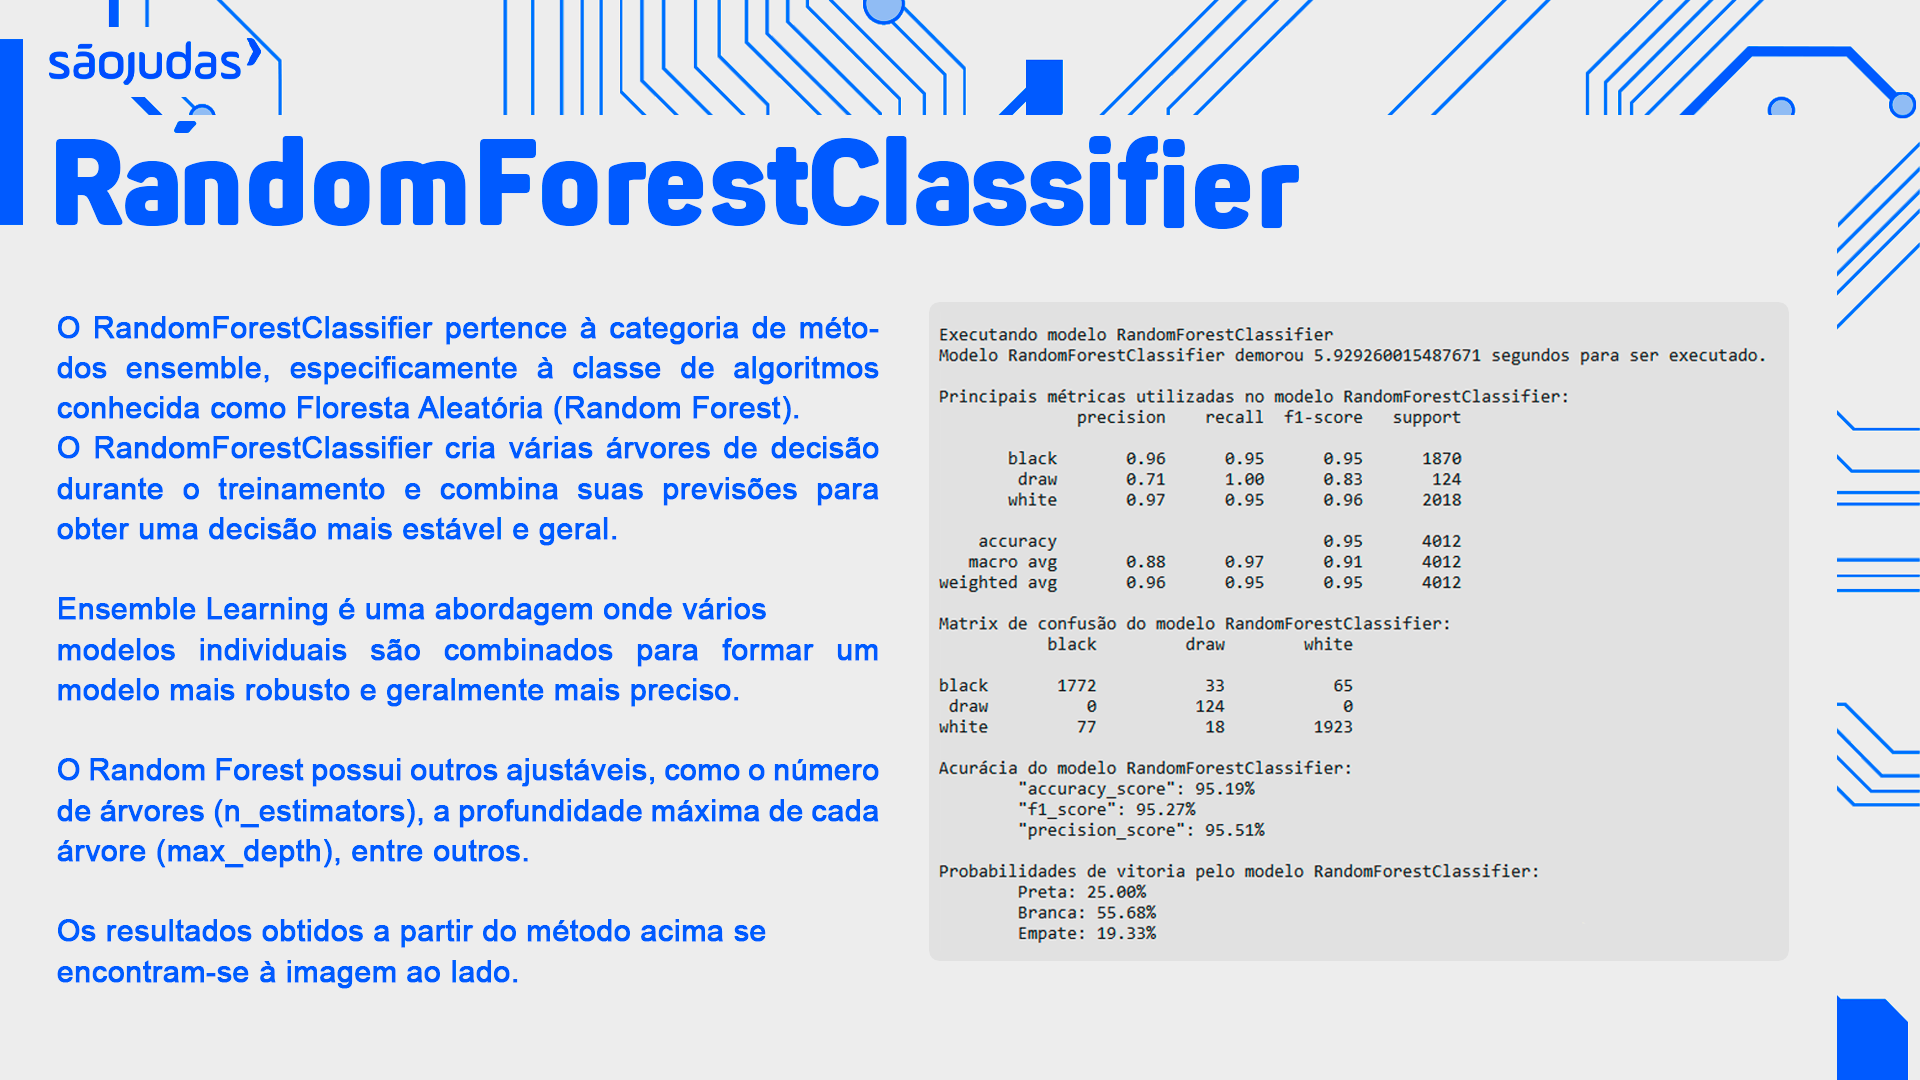 sãojudas
RandomForestClassifier
O RandomForestClassifier pertence à categoria de méto-
dos ensemble, especificamente à classe de algoritmos
conhecida como Floresta Aleatória (Random Forest).
O RandomForestClassifier cria várias árvores de decisão
durante o treinamento e combina suas previsões para
obter uma decisão mais estável e geral.
Ensemble Learning é uma abordagem onde vários
modelos individuais são combinados para formar um
modelo mais robusto e geralmente mais preciso.
O Random Forest possui outros ajustáveis, como o número
de árvores (n_estimators), a profundidade máxima de cada
árvore (max_depth), entre outros.
Os resultados obtidos a partir do método acima se
encontram-se à imagem ao lado.
Executando modelo RandomForestClassifier
Modelo RandomForestClassifier demorou 5.929260015487671 segundos para ser executado.
Principais métricas utilizadas no modelo RandomForestClassifier:
precision recall f1-score support
black 0.96 0.95 0.95 1870
draw 0.71 1.00 0.83 124
white 0.97 0.95 0.96 2018
accuracy 0.95 4012
macro avg 0.88 0.97 0.91 4012
weighted avg 0.96 0.95 0.95 4012
Matrix de confusão do modelo RandomForestClassifier:
black draw white
black 1772 33 65
draw 0 124 0
white 77 18 1923
Acurácia do modelo RandomForestClassifier:
"accuracy_score": 95.19%
"f1_score": 95.27%
"precision_score": 95.51%
Probabilidades de vitoria pelo modelo RandomForestClassifier:
Preta: 25.00%
Branca: 55.68%
Empate: 19.33%